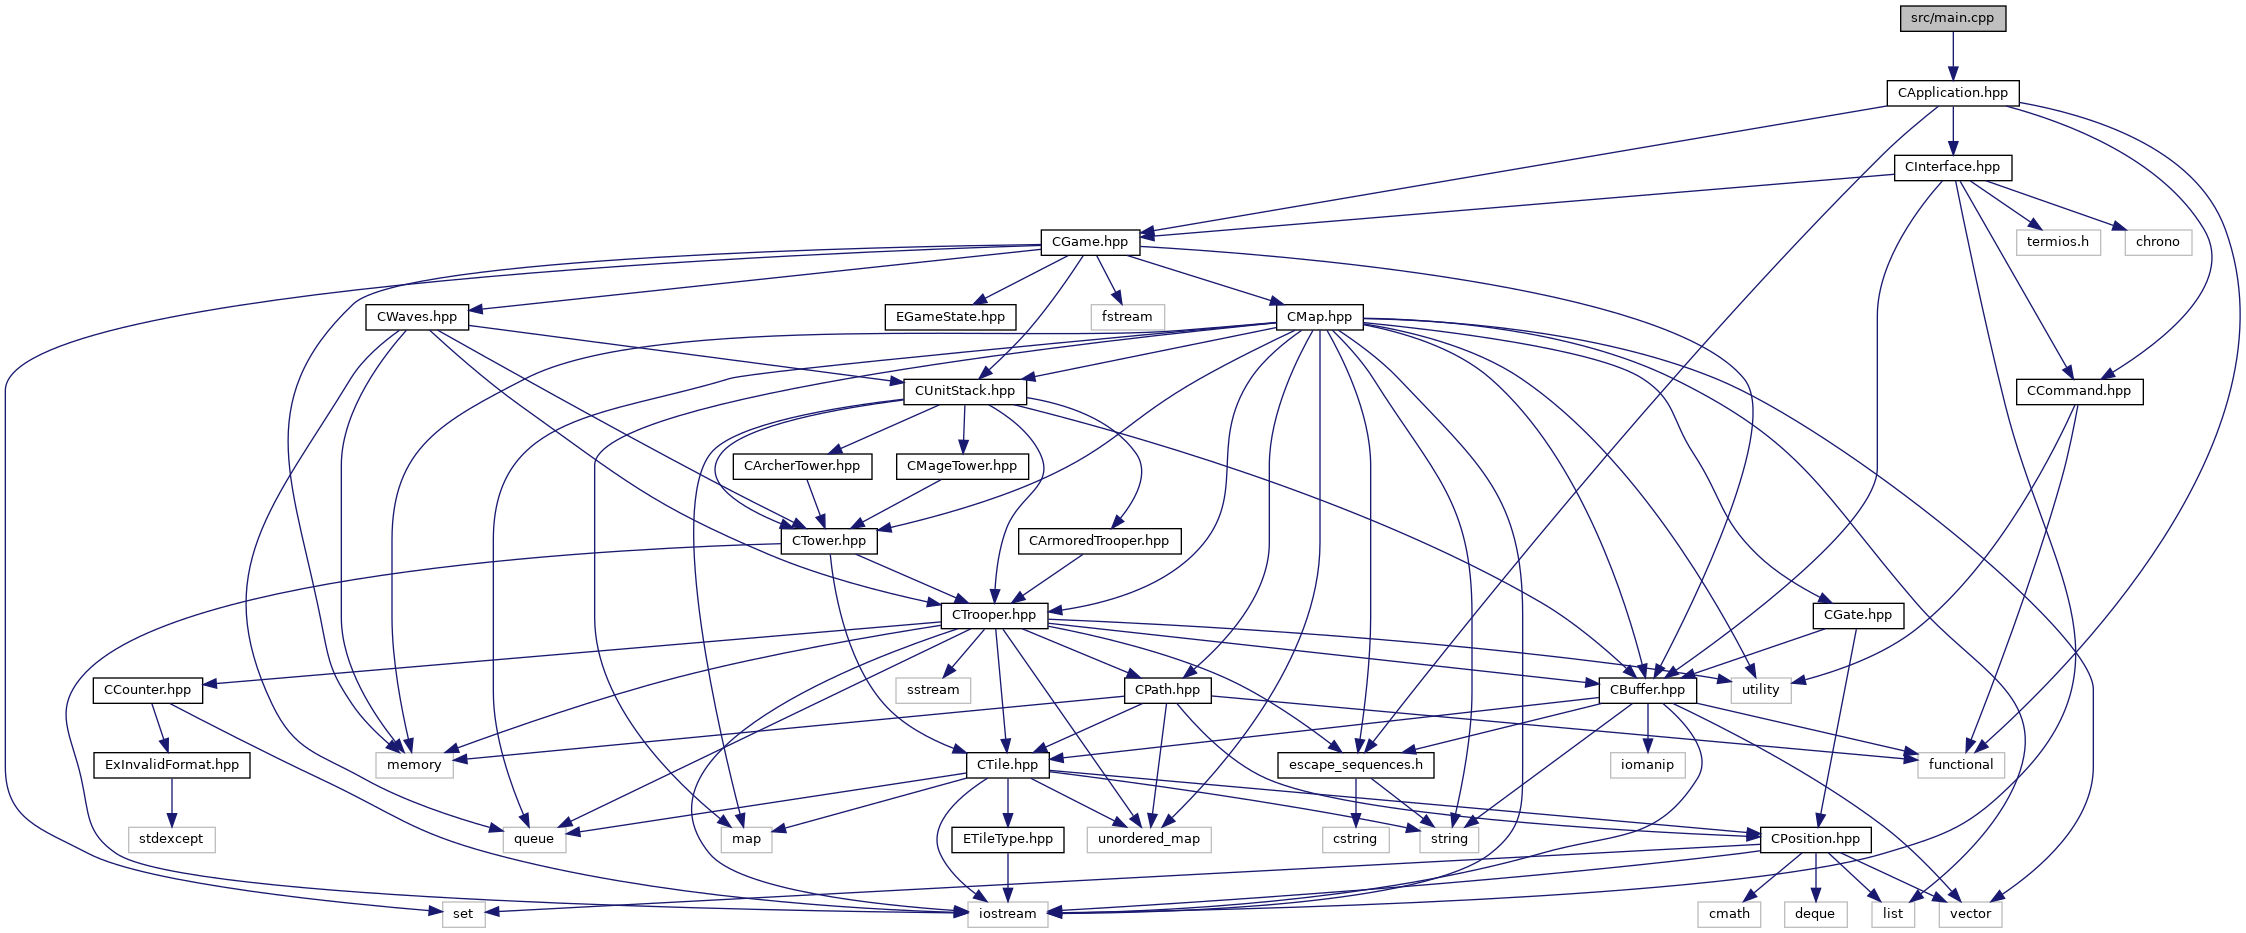 src/main.cpp
CApplication.hpp
CInterface.hpp
CGame.hpp
termios.h
chrono
CWaves.hpp
EGameState.hpp
fstream
CMap.hpp
CUnitStack.hpp
CCommand.hpp
CArcherTower.hpp
CMageTower.hpp
CTower.hpp
CArmoredTrooper.hpp
CTrooper.hpp
CGate.hpp
CCounter.hpp
sstream
CPath.hpp
CBuffer.hpp
utility
ExInvalidFormat.hpp
memory
CTile.hpp
escape_sequences.h
iomanip
functional
stdexcept
queue
map
ETileType.hpp
unordered_map
cstring
string
CPosition.hpp
set
iostream
cmath
deque
list
vector